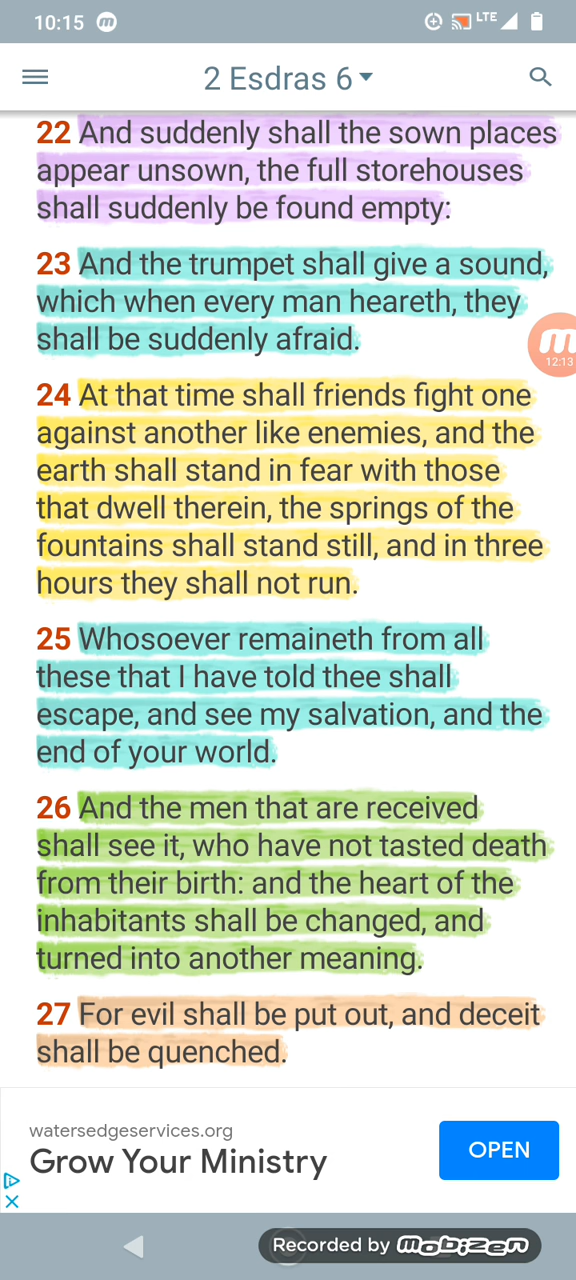 10:15 m LTE
2 Esdras 6
22 And suddenly shall the sown places
appear unsown, the full storehouses
shall suddenly be found empty:
23 And the trumpet shall give a sound,
which when every man heareth, they
shall be suddenly afraid.
m
12:13
24 At that time shall friends fight one
against another like enemies, and the
earth shall stand in fear with those
that dwell therein, the springs of the
fountains shall stand still, and in three
hours they shall not run.
25 Whosoever remaineth from all
these that I have told thee shall
escape, and see my salvation, and the
end of your world.
26 And the men that are received
shall see it, who have not tasted death
from their birth: and the heart of the
inhabitants shall be changed, and
turned into another meaning.
27 For evil shall be put out, and deceit
shall be quenched.
watersedgeservices.org
Grow Your Ministry
OPEN
Recorded by mobizen